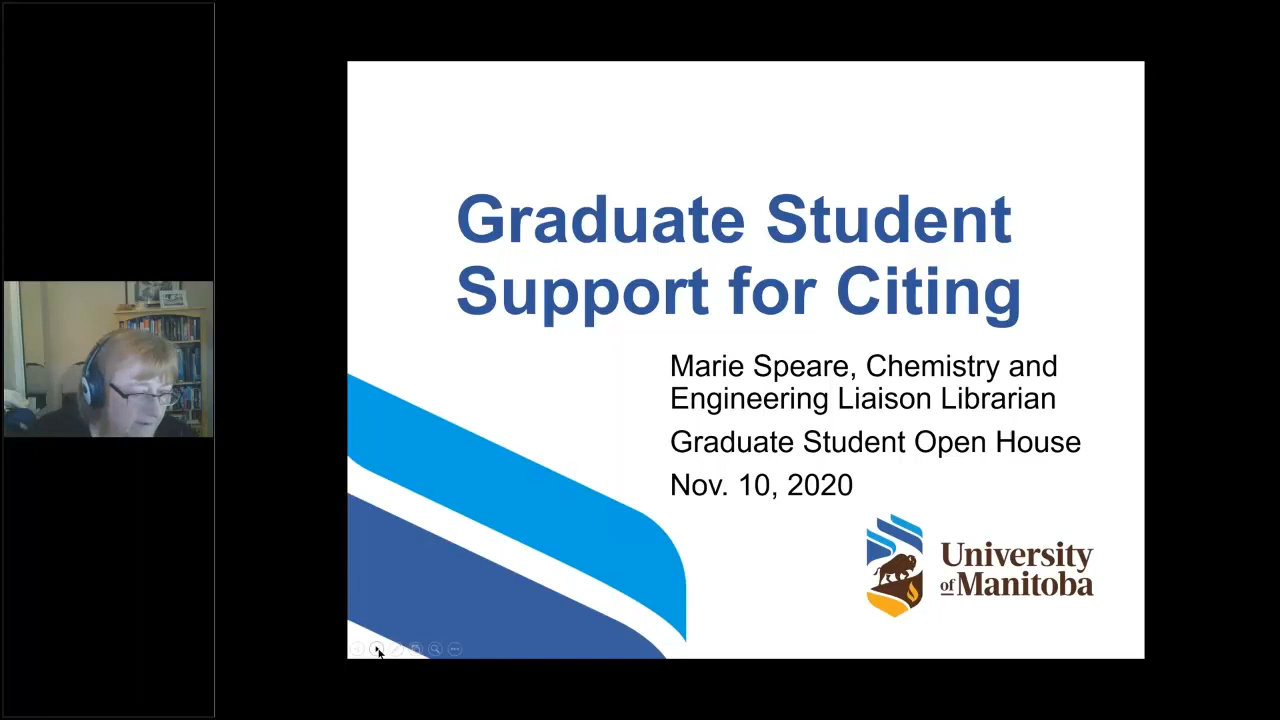 Graduate Student
Support for Citing
Marie Speare, Chemistry and
Engineering Liaison Librarian
Graduate Student Open House
Nov. 10, 2020
University
of Manitoba